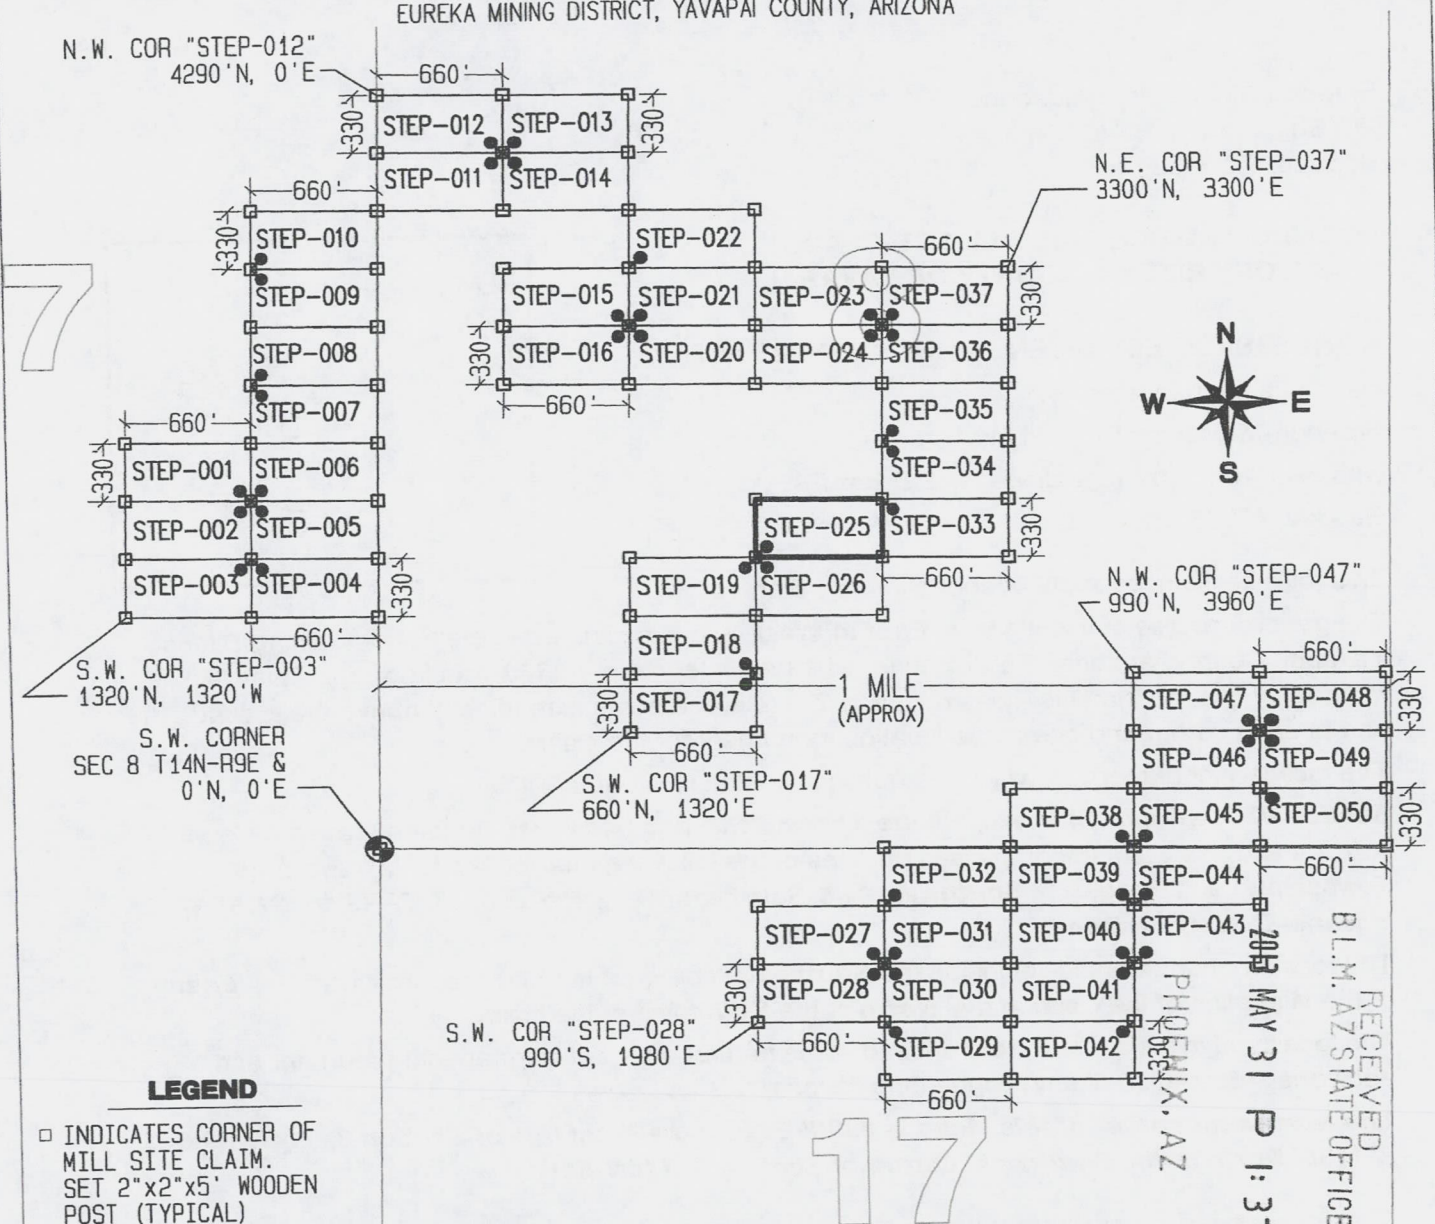 EUREKA MINING DISTRICT, YAVAPAI COUNTY, ARIZONA
N.W. COR "STEP-012"
4290'N, 0'E
660'
330'
330'
STEP-012
STEP-013
STEP-011
STEP-014
N.E. COR "STEP-037"
3300'N, 3300'E
660'
330'
STEP-010
STEP-009
STEP-008
STEP-007
STEP-022
660'
8
7
STEP-015
STEP-021
STEP-023
STEP-037
330'
330'
STEP-016
STEP-020
STEP-024
STEP-036
660'
N
W
E
S
STEP-035
STEP-034
660'
330'
STEP-001
STEP-006
STEP-002
STEP-005
STEP-003
STEP-004
330'
660'
STEP-025
STEP-033
330'
STEP-019
STEP-026
660'
STEP-018
STEP-017
330'
660'
S.W. COR "STEP-003"
1320'N, 1320'W
1 MILE
(APPROX)
N.W. COR "STEP-047"
990'N, 3960'E
660'
330'
STEP-047
STEP-048
STEP-046
STEP-049
S.W. CORNER
SEC 8 T14N-R9E &
0'N, 0'E
S.W. COR "STEP-017"
660'N, 1320'E
STEP-038
STEP-045
STEP-050
330'
660'
STEP-032
STEP-039
STEP-044
STEP-027
STEP-031
STEP-040
STEP-043
STEP-028
STEP-030
STEP-041
330'
660'
STEP-029
STEP-042
330'
660'
S.W. COR "STEP-028"
990'S, 1980'E
17
RECEIVED
B.L.M. AZ STATE OFFICE
MAY 31 P 1:
PHOENIX, AZ
LEGEND
INDICATES CORNER OF
MILL SITE CLAIM.
SET 2"x2"x5' WOODEN
POST (TYPICAL)